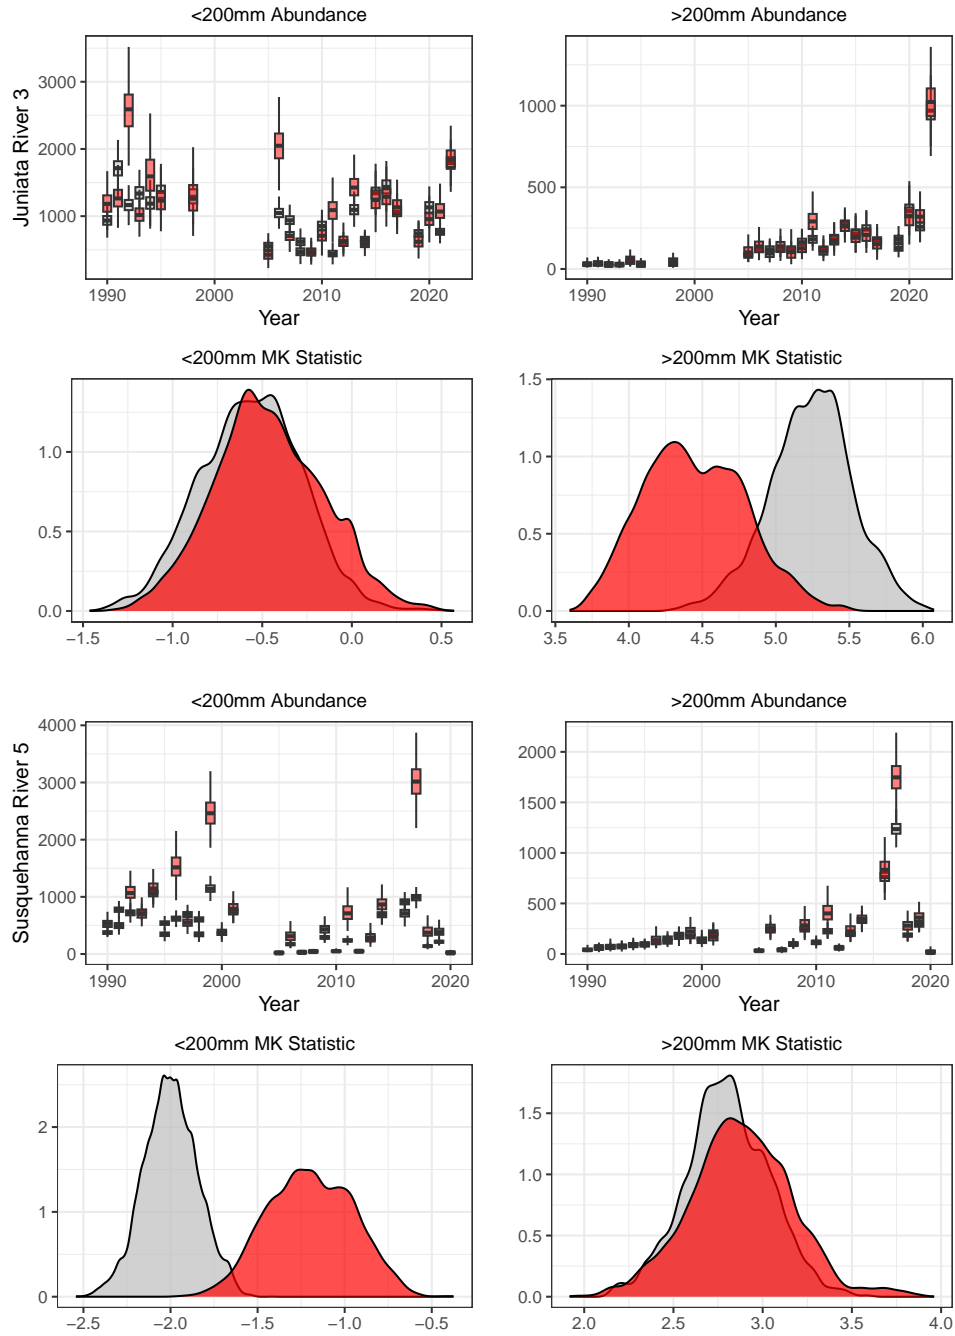 <200mm Abundance
>200mm Abundance
Juniata River 3
3000
2000
1000
1000
500
0
1990 2000 2010 2020
1990 2000 2010 2020
Year
Year
<200mm MK Statistic
>200mm MK Statistic
1.0
0.5
0.0
1.5
1.0
0.5
0.0
−1.5 −1.0 −0.5 0.0 0.5
3.5 4.0 4.5 5.0 5.5 6.0
<200mm Abundance
>200mm Abundance
Susquehanna River 5
4000
3000
2000
1000
0
2000
1500
1000
500
0
1990 2000 2010 2020
1990 2000 2010 2020
Year
Year
<200mm MK Statistic
>200mm MK Statistic
2
1
0
1.5
1.0
0.5
0.0
−2.5 −2.0 −1.5 −1.0 −0.5
2.0 2.5 3.0 3.5 4.0